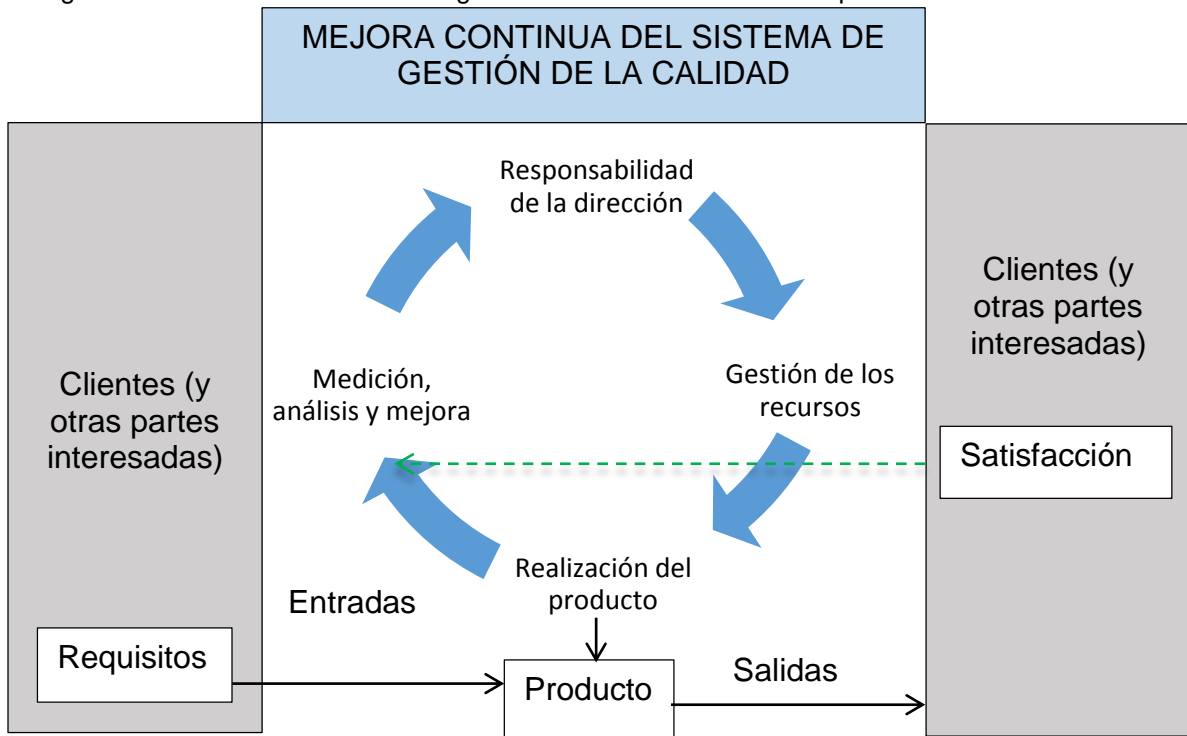 MEJORA CONTINUA DEL SISTEMA DE
GESTIÓN DE LA CALIDAD
Responsabilidad
de la dirección
Clientes (y
otras partes
interesadas)
Medición,
análisis y mejora
Gestión de los
recursos
Clientes (y
otras partes
interesadas)
Satisfacción
Realización del
producto
Entradas
Requisitos
Producto
Salidas